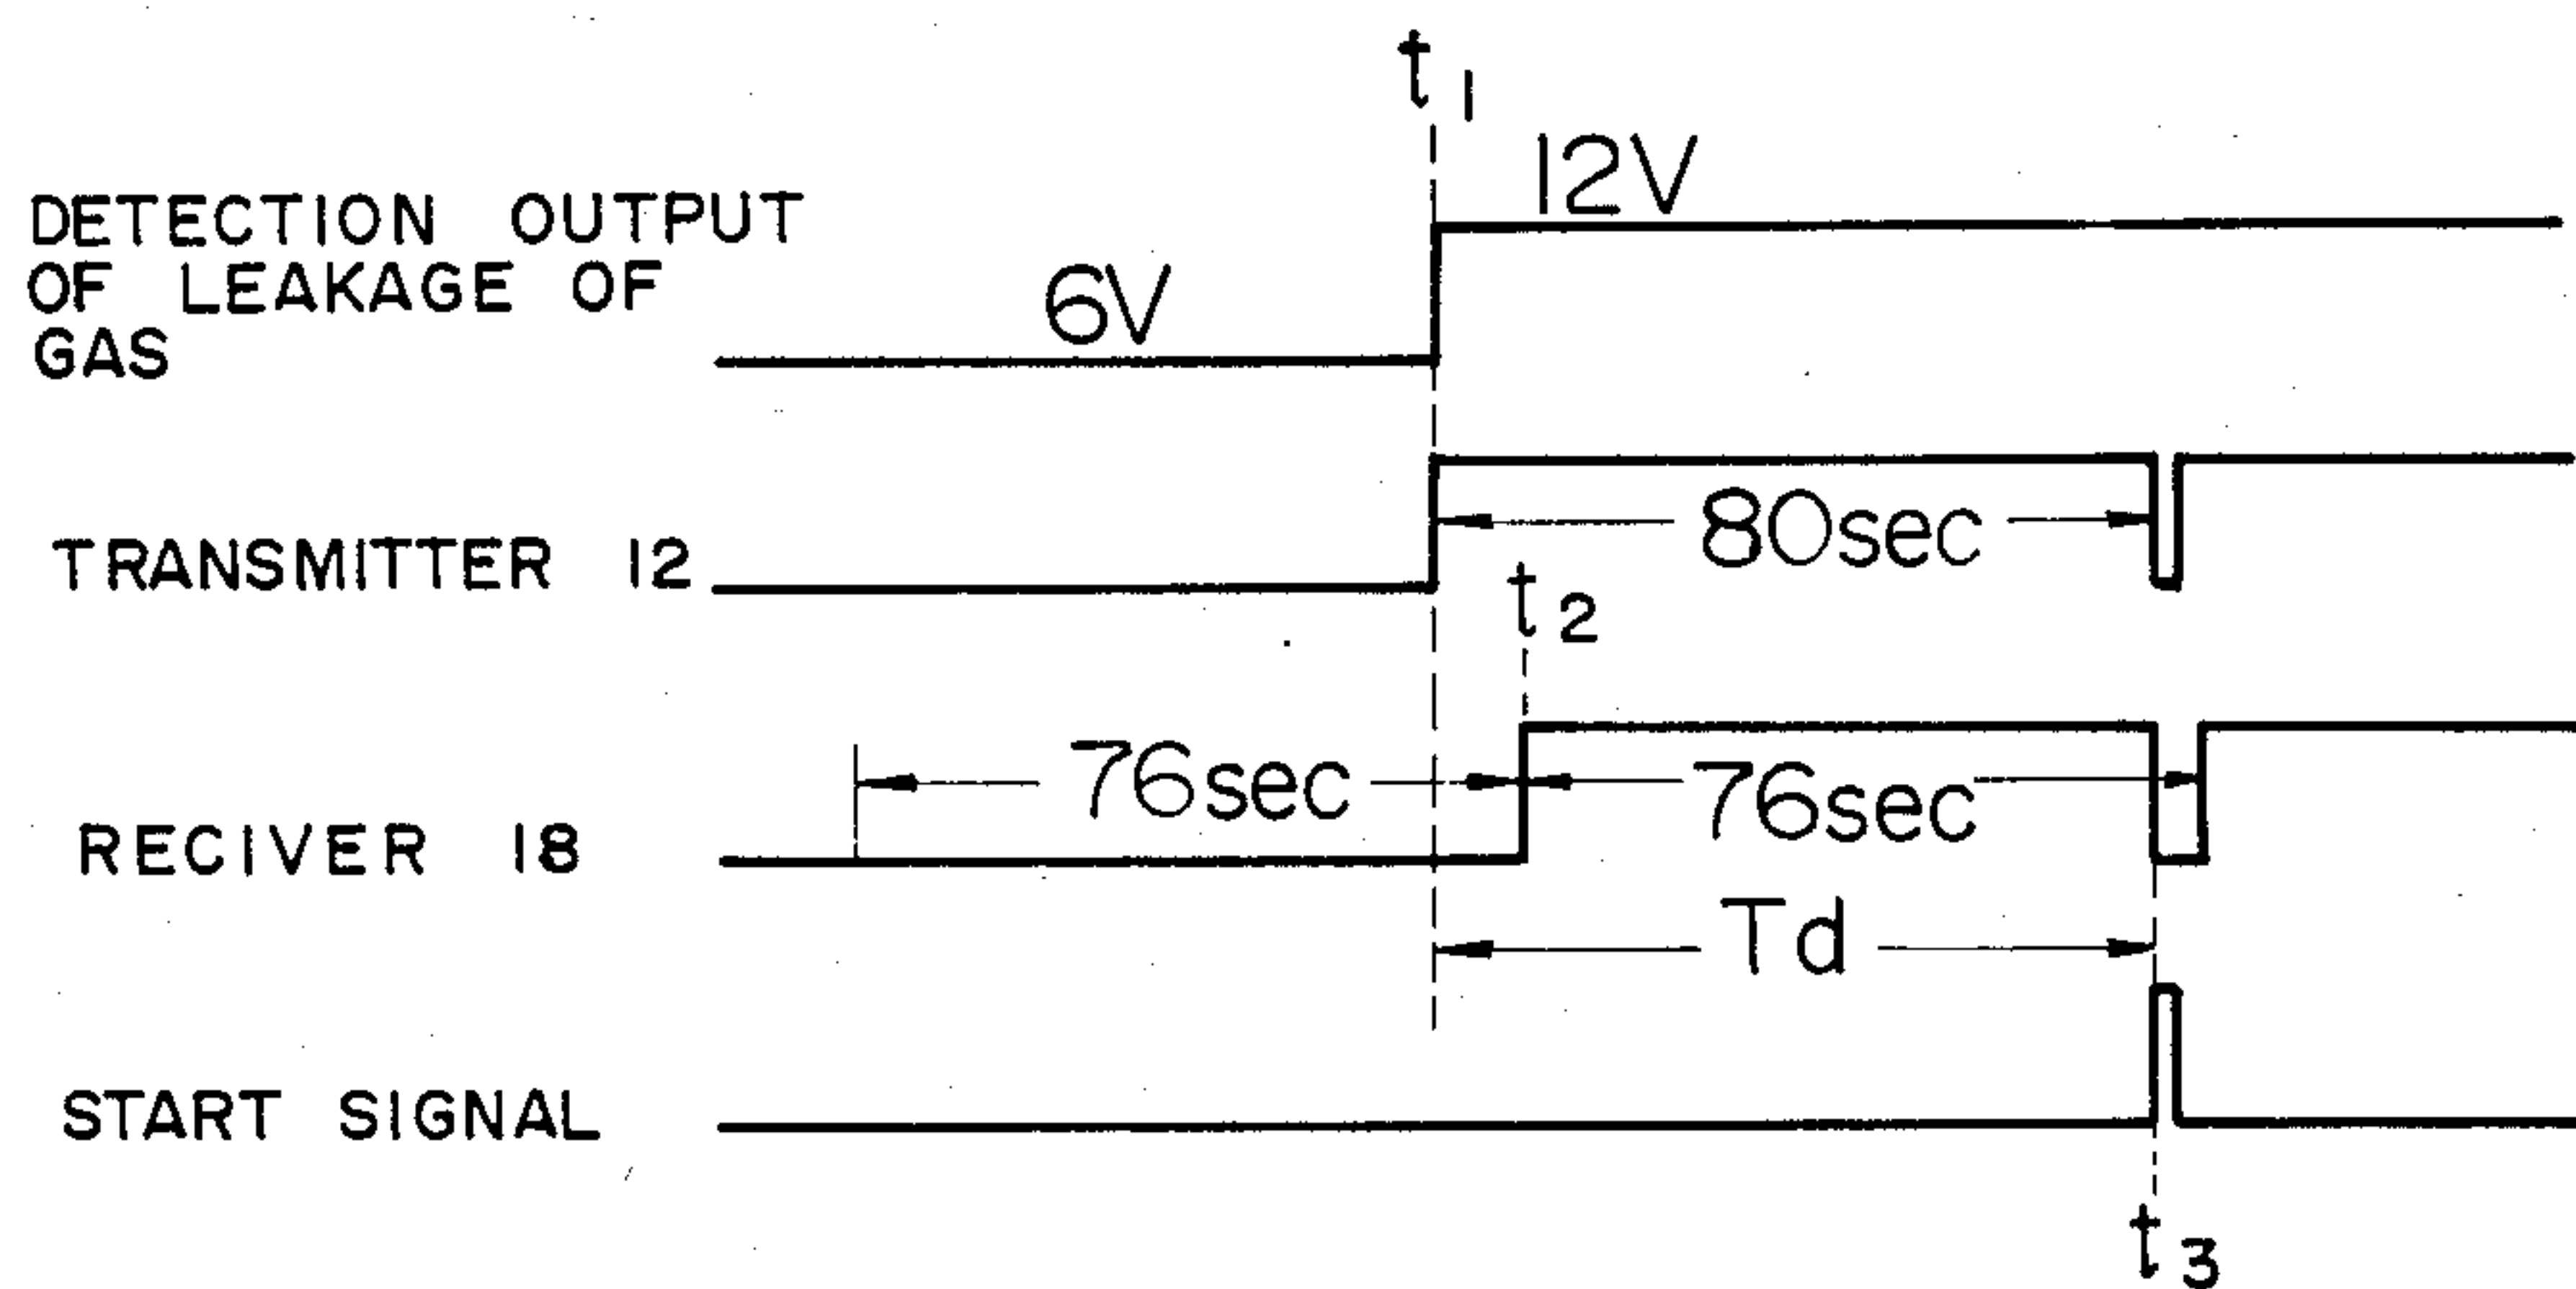 t1
12V
DETECTION OUTPUT
OF LEAKAGE OF
GAS
6V
TRANSMITTER 12
80sec
t2
RECIVER 18
76sec
76sec
Td
START SIGNAL
t3